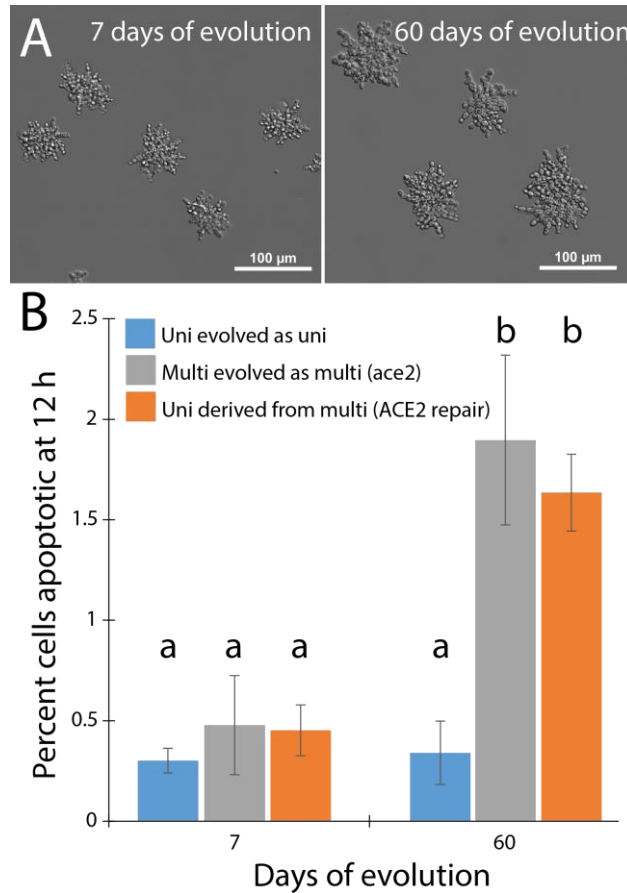 A
7 days of evolution
60 days of evolution
100 µm
100 µm
B
Percent cells apoptotic at 12 h
2.5
2
1.5
1
0.5
0
Uni evolved as uni
Multi evolved as multi (ace2)
Uni derived from multi (ACE2 repair)
a
a
a
a
b
b
7
60
Days of evolution